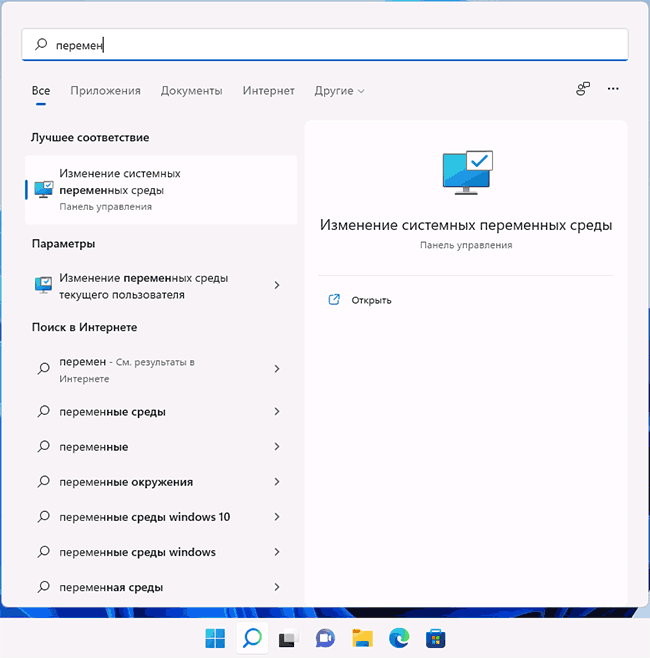 перемен
Все Приложения Документы Интернет Другие
Лучшее соответствие
Изменение системных
переменных среды
Панель управления
Параметры
Изменение переменных среды
текущего пользователя
Поиск в Интернете
перемен - См. результаты в
Интернете
переменные среды
переменные
переменные окружения
переменные среды windows 10
переменные среды windows
переменная среды
Изменение системных переменных среды
Панель управления
Открыть